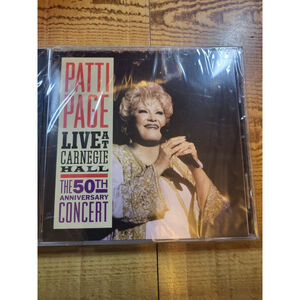 PATTI
PAGE
LIVE AT
CARNEGIE
HALL
THE 50TH
ANNIVERSARY
CONCERT